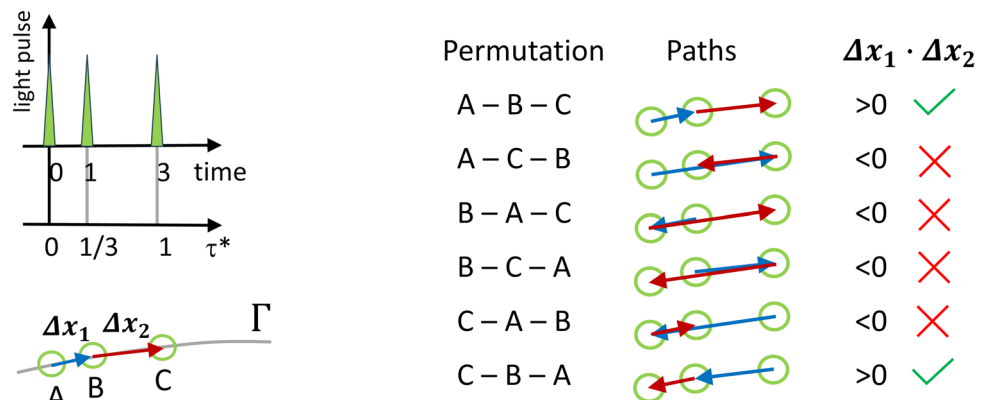 light pulse
0 1 3 time
0 1/3 1 τ*
Δx₁ Δx₂ Γ
A B C
Permutation Paths Δx₁ · Δx₂
A – B – C >0 ✓
A – C – B <0 ✗
B – A – C <0 ✗
B – C – A <0 ✗
C – A – B <0 ✗
C – B – A >0 ✓